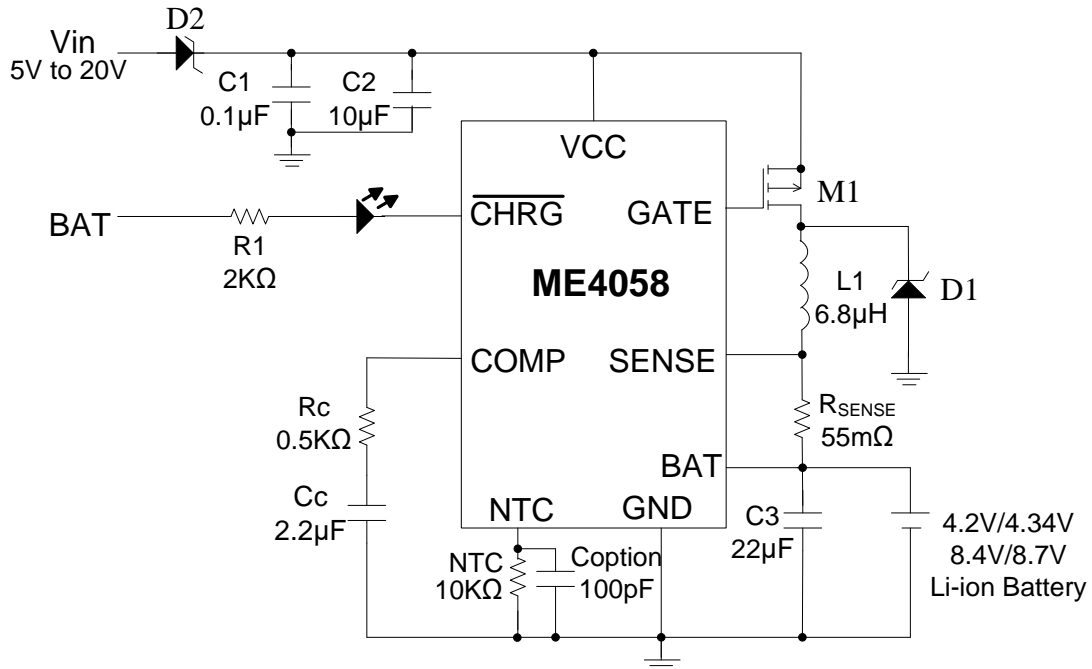 D2
Vin
5V to 20V
C1
0.1µF
C2
10µF
VCC
M1
BAT
R1
2KΩ
CHRG
GATE
ME4058
L1
6.8µH
D1
COMP
SENSE
Rc
0.5KΩ
RSENSE
55mΩ
BAT
Cc
2.2µF
NTC
GND
C3
22µF
4.2V/4.34V
8.4V/8.7V
Li-ion Battery
NTC
10KΩ
Coption
100pF